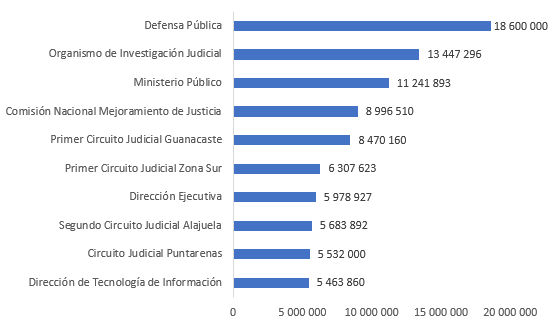 Defensa Pública 18 600 000
Organismo de Investigación Judicial 13 447 296
Ministerio Público 11 241 893
Comisión Nacional Mejoramiento de Justicia 8 996 510
Primer Circuito Judicial Guanacaste 8 470 160
Primer Circuito Judicial Zona Sur 6 307 623
Dirección Ejecutiva 5 978 927
Segundo Circuito Judicial Alajuela 5 683 892
Circuito Judicial Puntarenas 5 532 000
Dirección de Tecnología de Información 5 463 860
0 5 000 000 10 000 000 15 000 000 20 000 000